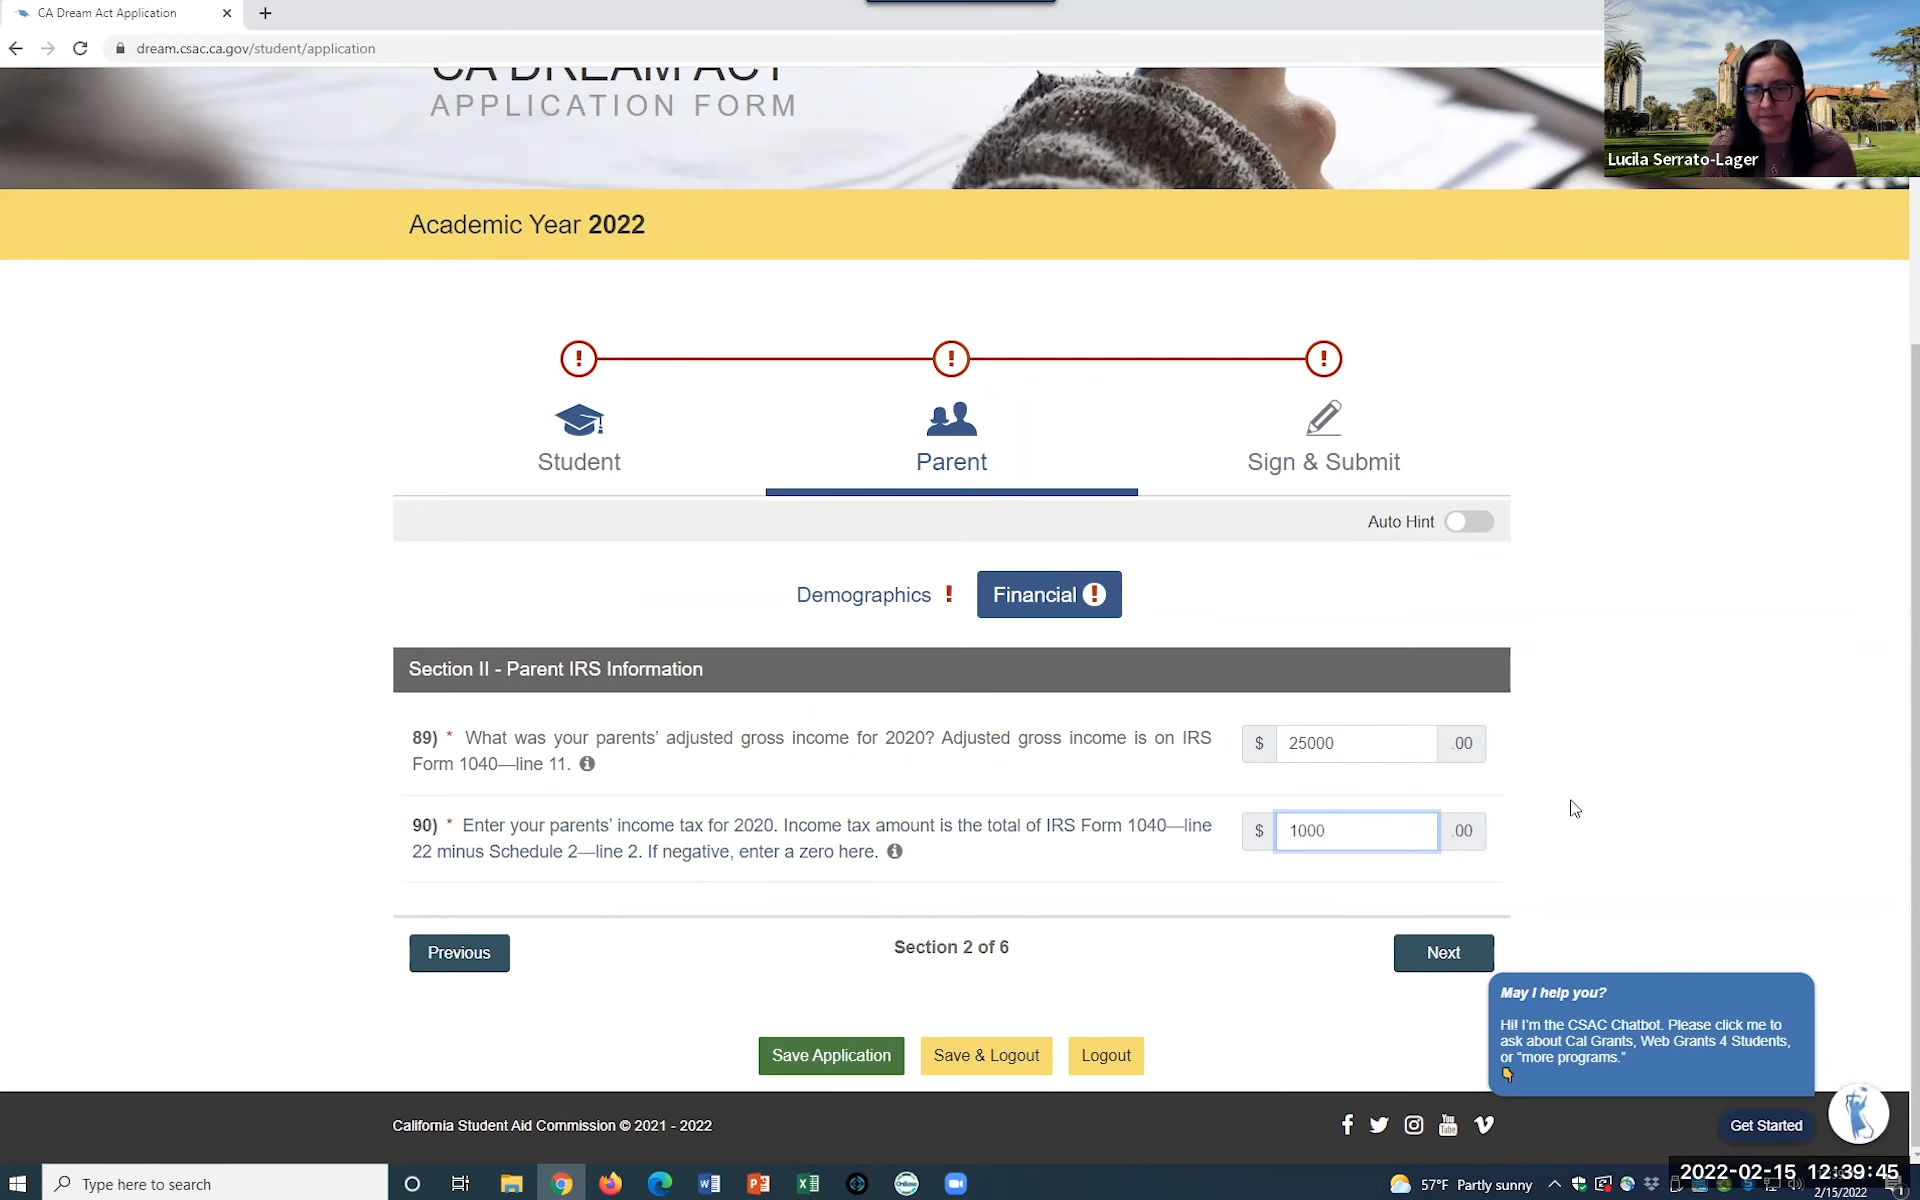 CA Dream Act Application
dream.csac.ca.gov/student/application
CA DREAM ACT
APPLICATION FORM
Lucila Serrato-Lager
Academic Year 2022
Student
Parent
Sign & Submit
Auto Hint
Demographics !
Financial !
Section II - Parent IRS Information
89) * What was your parents' adjusted gross income for 2020? Adjusted gross income is on IRS
Form 1040—line 11.
$ 25000 .00
90) * Enter your parents' income tax for 2020. Income tax amount is the total of IRS Form 1040—line
22 minus Schedule 2—line 2. If negative, enter a zero here.
$ 1000 .00
Previous
Section 2 of 6
Next
May I help you?
Hi! I'm the CSAC Chatbot. Please click me to
ask about Cal Grants, Web Grants 4 Students,
or "more programs."
Save Application
Save & Logout
Logout
California Student Aid Commission © 2021 - 2022
Get Started
Type here to search
57°F Partly sunny
2022-02-15 12:39:45
2/15/2022